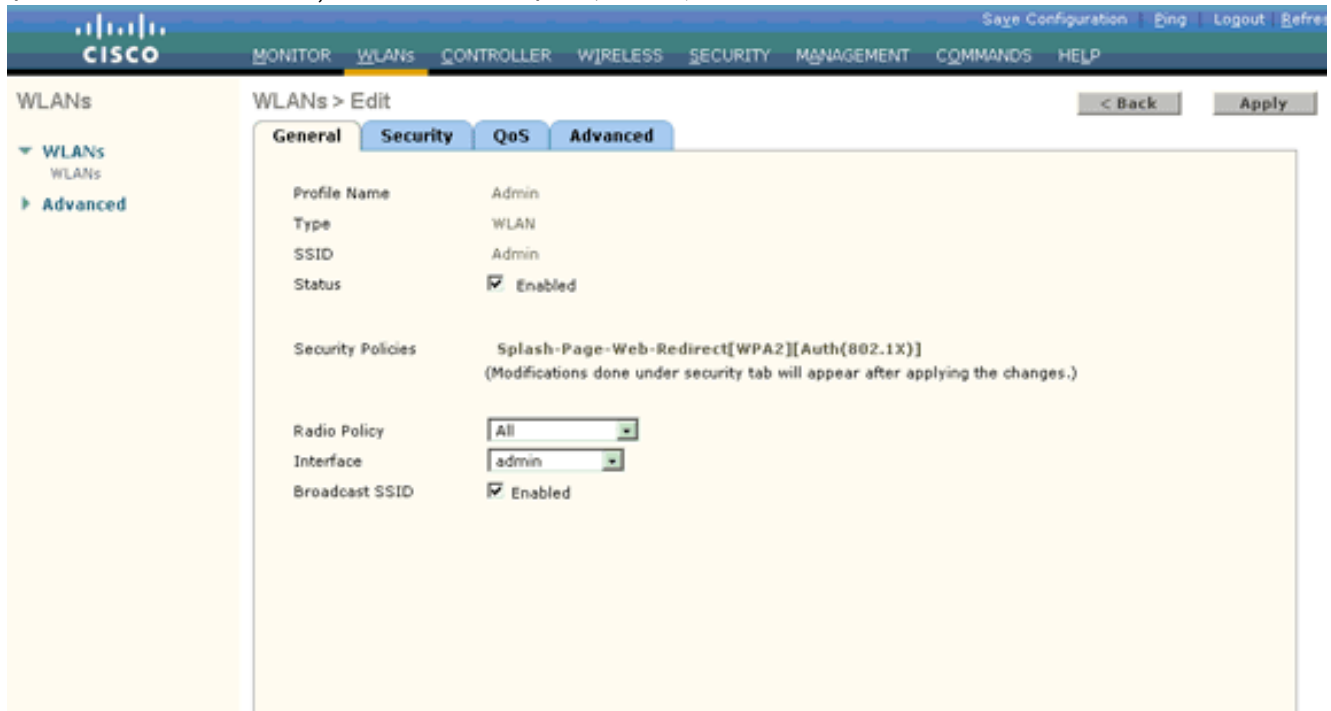 Save Configuration | Ping | Logout | Refres
CISCO
MONITOR WLANs CONTROLLER WIRELESS SECURITY MANAGEMENT COMMANDS HELP
WLANs
WLANs > Edit
< Back
Apply
General Security QoS Advanced
WLANs
WLANs
Advanced
Profile Name Admin
Type WLAN
SSID Admin
Status Enabled
Security Policies Splash-Page-Web-Redirect[WPA2][Auth(802.1X)]
(Modifications done under security tab will appear after applying the changes.)
Radio Policy All
Interface admin
Broadcast SSID Enabled